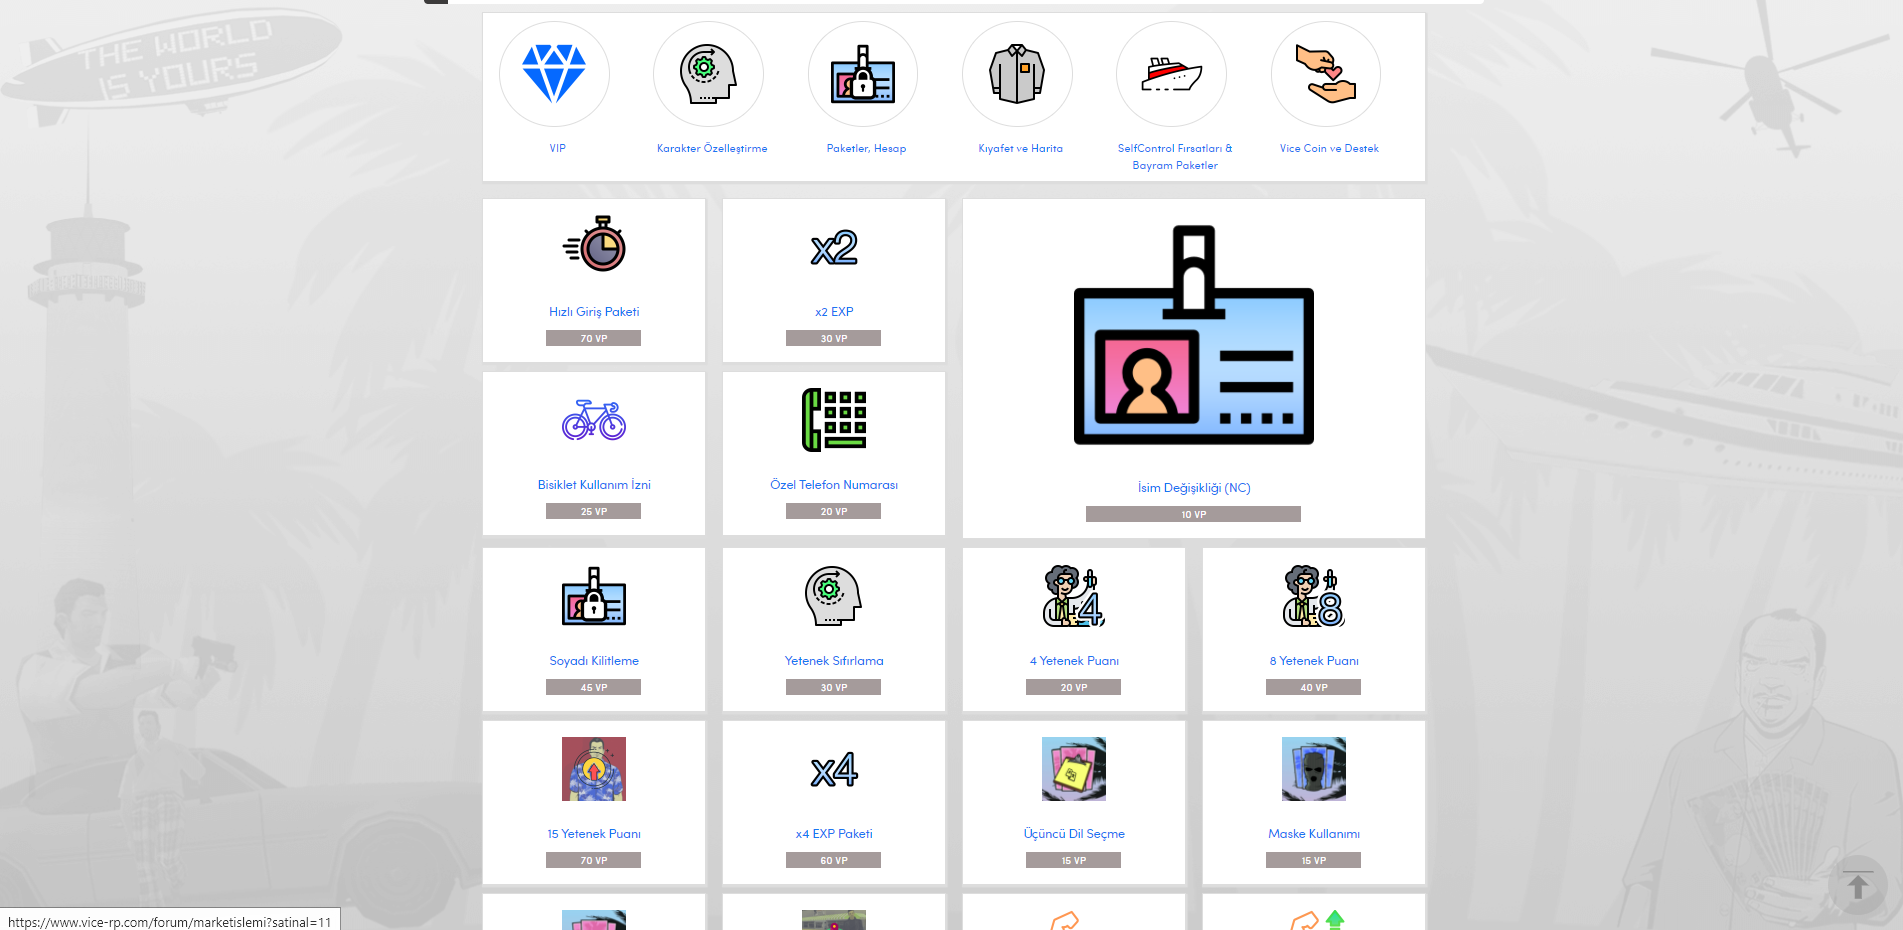 THE WORLD
IS YOURS
VIP
Karakter Özelleştirme
Paketler, Hesap
Kıyafet ve Harita
SelfControl Fırsatları &
Bayram Paketler
Vice Coin ve Destek
x2
Hızlı Giriş Paketi
x2 EXP
70 VP
30 VP
Bisiklet Kullanım İzni
Özel Telefon Numarası
İsim Değişikliği (NC)
25 VP
20 VP
10 VP
4
8
Soyadı Kilitleme
Yetenek Sıfırlama
4 Yetenek Puanı
8 Yetenek Puanı
45 VP
30 VP
20 VP
40 VP
x4
15 Yetenek Puanı
x4 EXP Paketi
Üçüncü Dil Seçme
Maske Kullanımı
70 VP
60 VP
15 VP
15 VP
https://www.vice-rp.com/forum/marketislemi?satinal=11